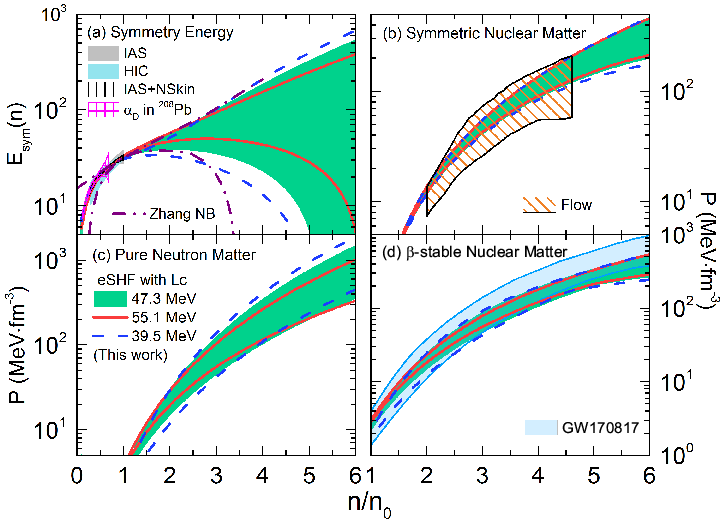 (a) Symmetry Energy
IAS
HIC
IAS+NSkin
α_D in ²⁰⁸Pb
Zhang NB
E_sym(n)
10³
10²
10¹
(b) Symmetric Nuclear Matter
Flow
10²
10¹
P (MeV·fm⁻³)
(c) Pure Neutron Matter
eSHF with Lc
47.3 MeV
55.1 MeV
39.5 MeV
(This work)
P (MeV·fm⁻³)
10³
10²
10¹
0 1 2 3 4 5 6
(d) β-stable Nuclear Matter
GW170817
10³
10²
10¹
10⁰
1 2 3 4 5 6
n/n₀